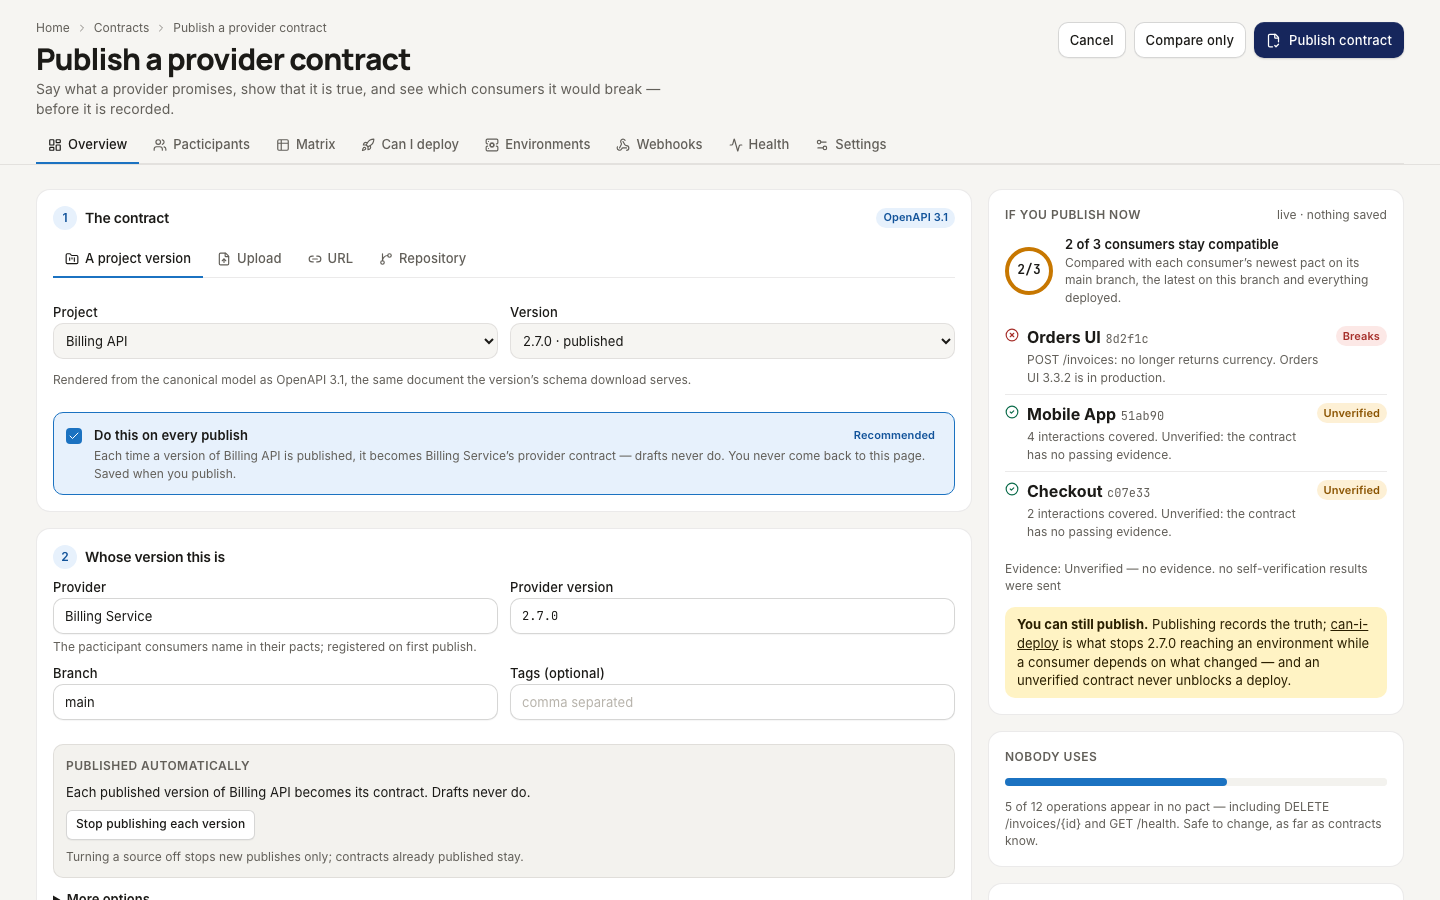 Home > Contracts > Publish a provider contract
Publish a provider contract
Say what a provider promises, show that it is true, and see which consumers it would break —
before it is recorded.
Cancel
Compare only
Publish contract
Overview
Pacticipants
Matrix
Can I deploy
Environments
Webhooks
Health
Settings
1 The contract
OpenAPI 3.1
A project version
Upload
URL
Repository
Project
Version
Billing API
2.7.0 · published
Rendered from the canonical model as OpenAPI 3.1, the same document the version’s schema download serves.
Do this on every publish
Recommended
Each time a version of Billing API is published, it becomes Billing Service’s provider contract — drafts never do. You never come back to this page.
Saved when you publish.
2 Whose version this is
Provider
Provider version
Billing Service
2.7.0
The pacticipant consumers name in their pacts; registered on first publish.
Branch
Tags (optional)
main
comma separated
PUBLISHED AUTOMATICALLY
Each published version of Billing API becomes its contract. Drafts never do.
Stop publishing each version
Turning a source off stops new publishes only; contracts already published stay.
More options
IF YOU PUBLISH NOW
live · nothing saved
2/3
2 of 3 consumers stay compatible
Compared with each consumer’s newest pact on its
main branch, the latest on this branch and everything
deployed.
Orders UI 8d2f1c
Breaks
POST /invoices: no longer returns currency. Orders
UI 3.3.2 is in production.
Mobile App 51ab90
Unverified
4 interactions covered. Unverified: the contract
has no passing evidence.
Checkout c07e33
Unverified
2 interactions covered. Unverified: the contract
has no passing evidence.
Evidence: Unverified — no evidence. no self-verification results
were sent
You can still publish. Publishing records the truth; can-i-
deploy is what stops 2.7.0 reaching an environment while
a consumer depends on what changed — and an
unverified contract never unblocks a deploy.
NOBODY USES
5 of 12 operations appear in no pact — including DELETE
/invoices/{id} and GET /health. Safe to change, as far as contracts
know.